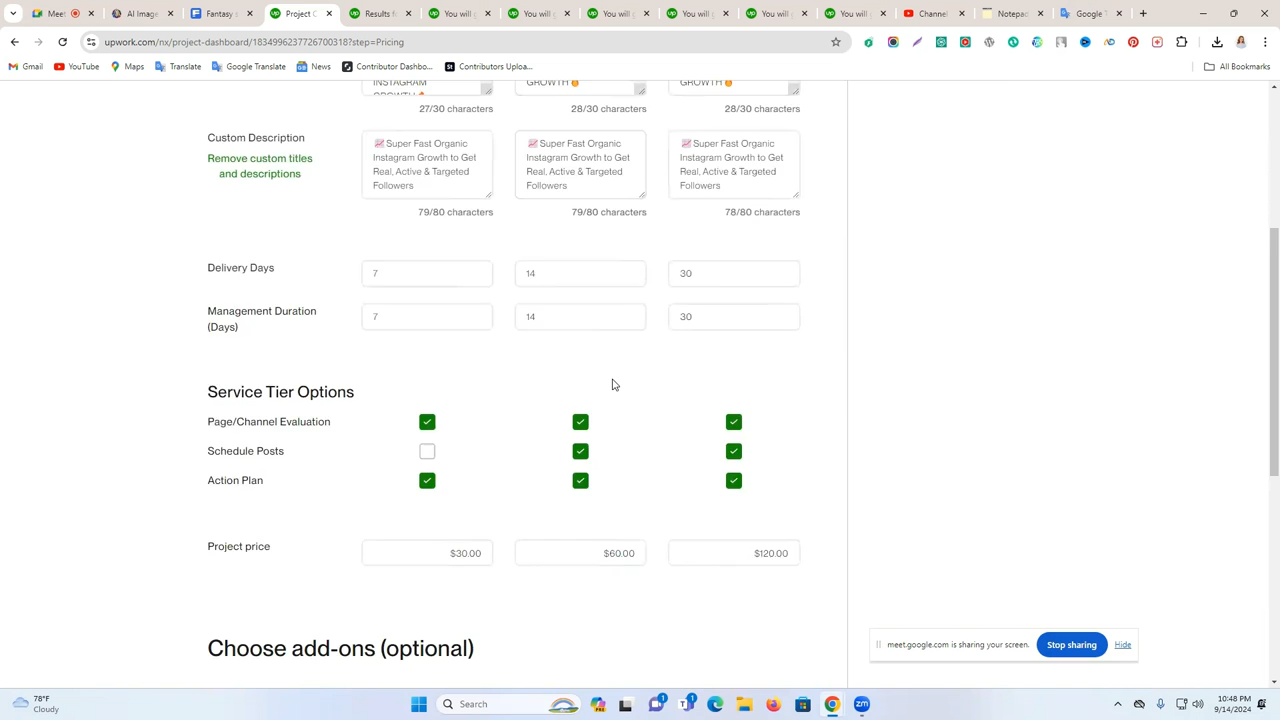 Meet
Image
Fantasy
Project C
Results fo
You will g
You will g
You will g
You will g
You will g
You will g
Channel
Notepad
Google T
upwork.com/nx/project-dashboard/1834996237726700318?step=Pricing
Gmail
YouTube
Maps
Translate
Google Translate
News
Contributor Dashbo...
Contributors Uploa...
All Bookmarks
INSTAGRAM
GROWTH 🔥
GROWTH 🔥
GROWTH 🔥
27/30 characters
28/30 characters
28/30 characters
Custom Description
Remove custom titles
and descriptions
📈Super Fast Organic
Instagram Growth to Get
Real, Active & Targeted
Followers
📈Super Fast Organic
Instagram Growth to Get
Real, Active & Targeted
Followers
📈Super Fast Organic
Instagram Growth to Get
Real, Active & Targeted
Followers
79/80 characters
79/80 characters
78/80 characters
Delivery Days
7
14
30
Management Duration
(Days)
7
14
30
Service Tier Options
Page/Channel Evaluation
Schedule Posts
Action Plan
Project price
$30.00
$60.00
$120.00
Choose add-ons (optional)
meet.google.com is sharing your screen.
Stop sharing
Hide
78°F
Cloudy
Search
10:48 PM
9/14/2024